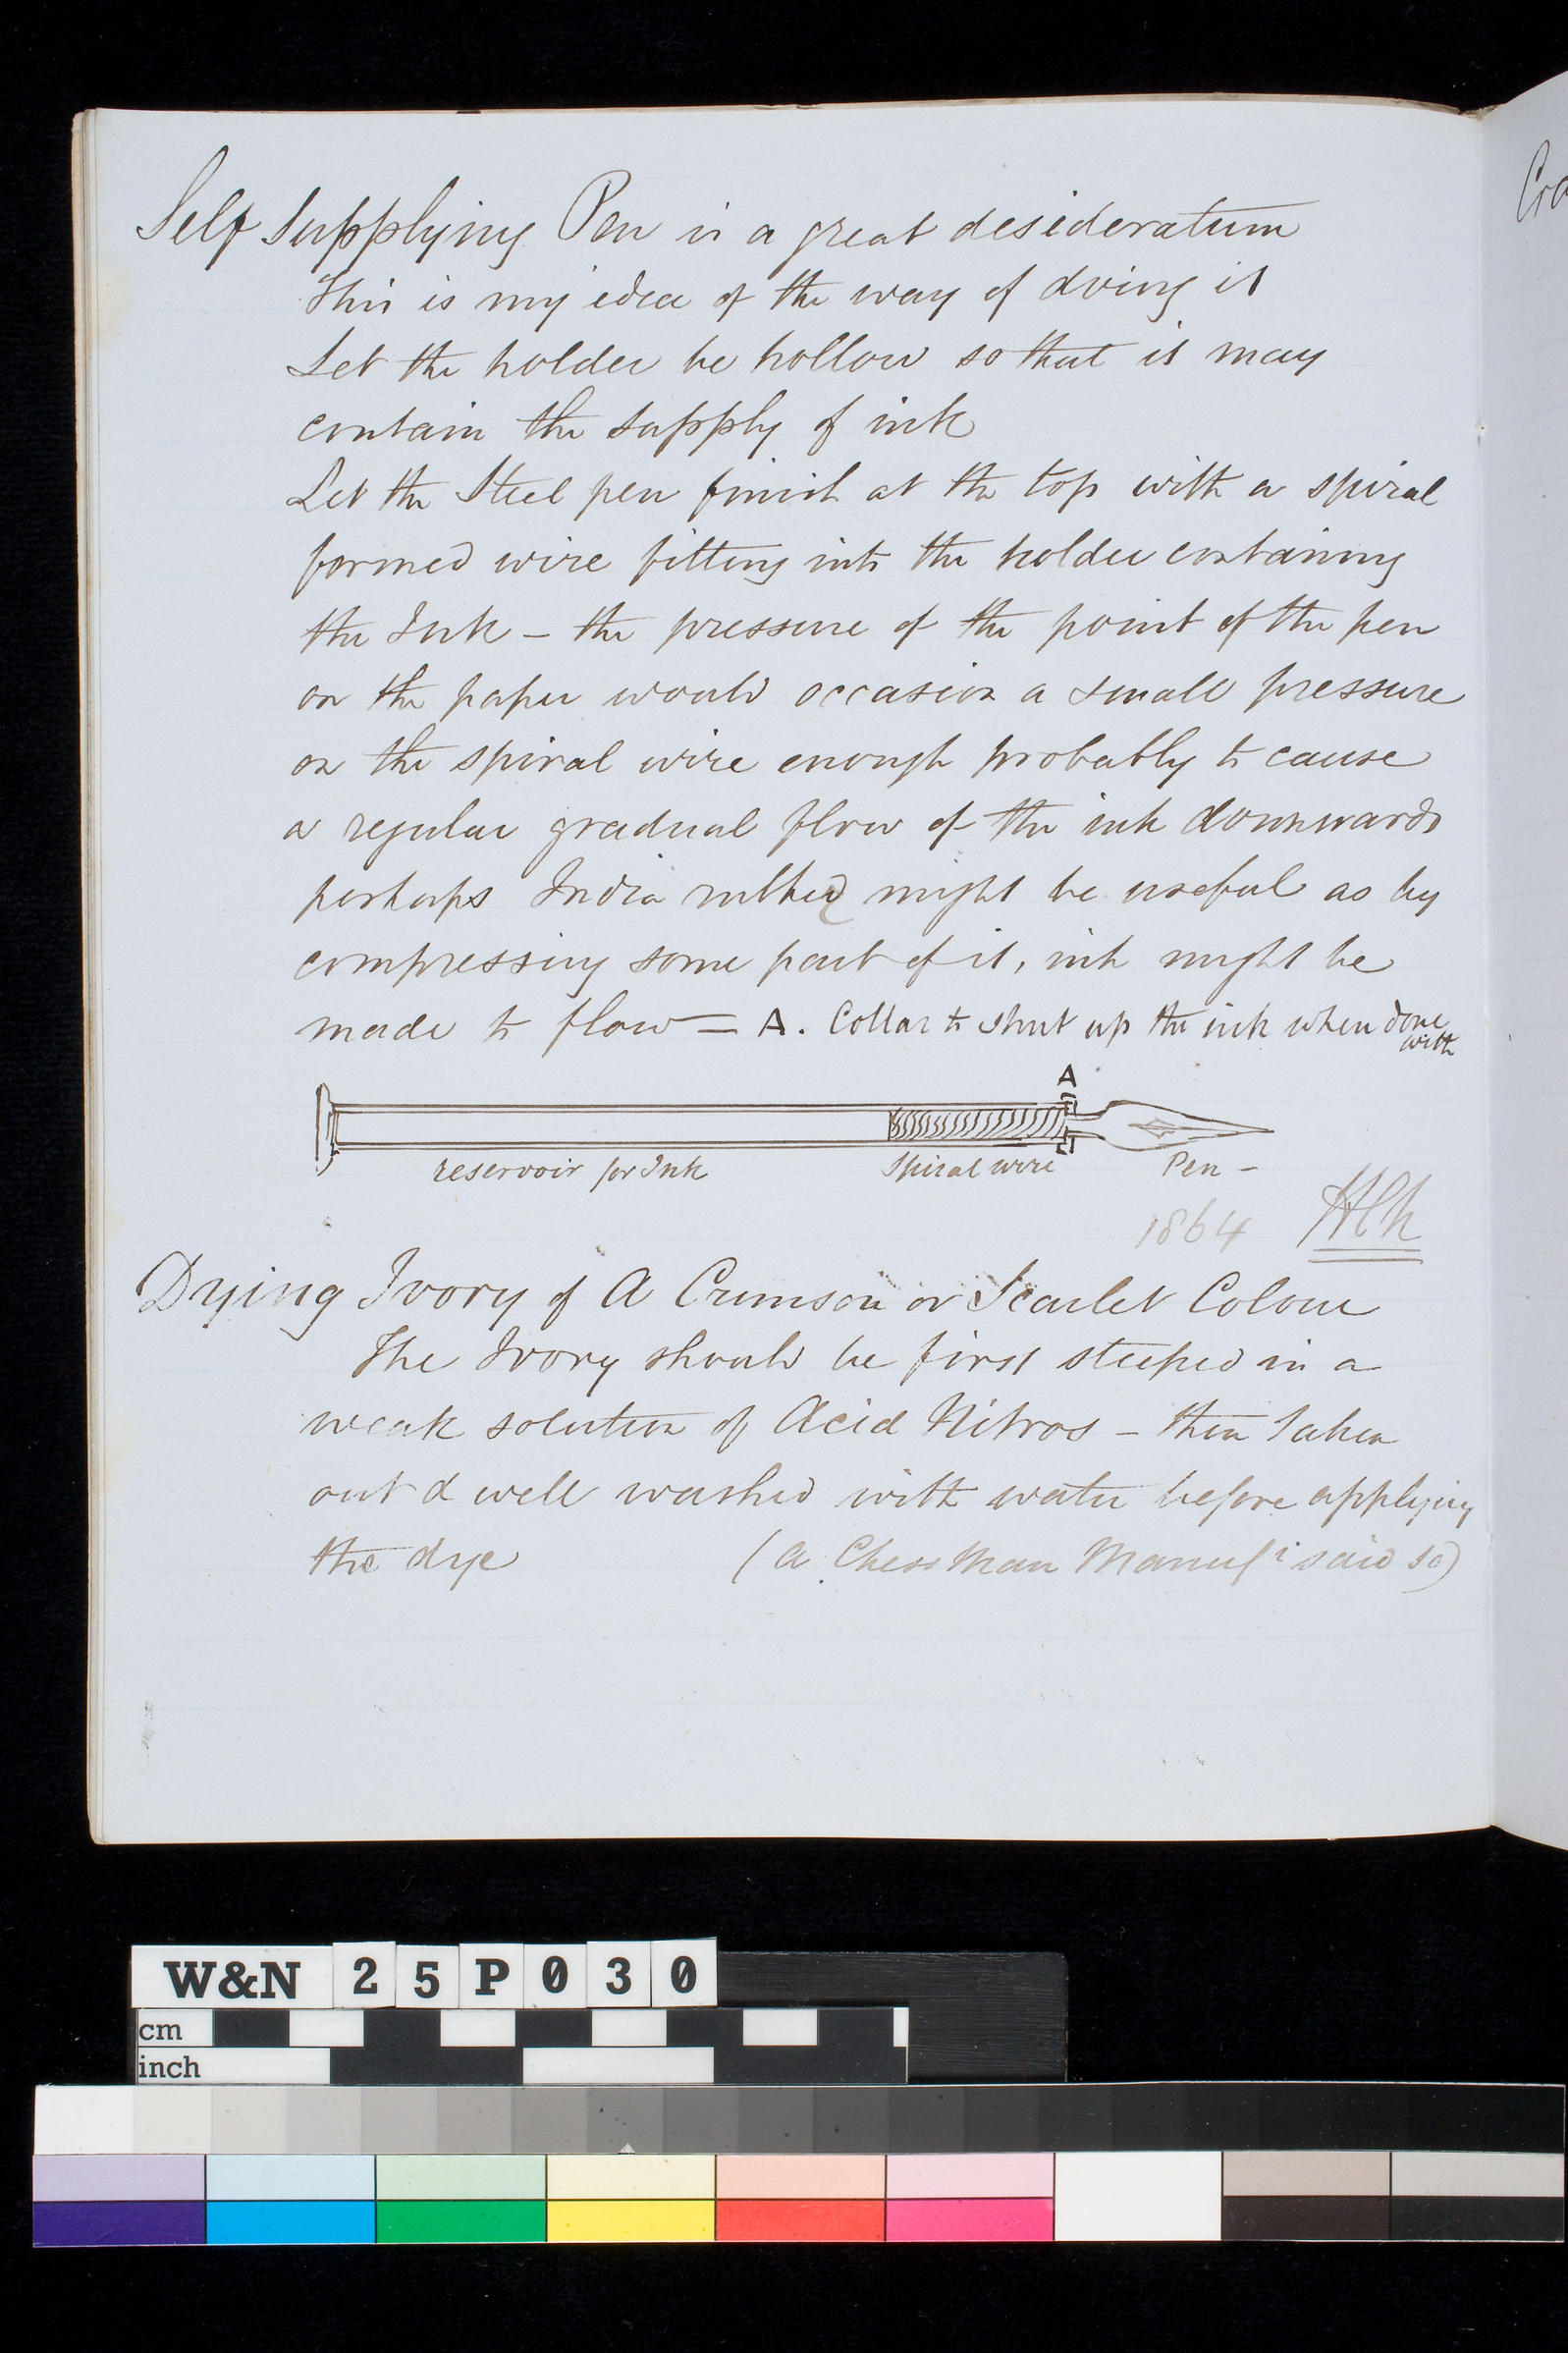 Self Supplying Pen is a great desideratum
This is my idea of the way of doing it
Let the holder be hollow so that it may
contain the supply of ink
Let the Steel pen finish at the top with a spiral
formed wire fitting into the holder containing
the Ink – the pressure of the point of the pen
on the paper would occasion a small pressure
on the spiral wire enough probably to cause
a regular gradual flow of the ink downwards
perhaps India rubber might be useful as by
compressing some part of it, ink might be
made to flow = A. Collar to shut up the ink when done
with
A
reservoir for Ink Spiral wire Pen –
1864
Dying Ivory of A Crimson or Scarlet Colour
The Ivory should be first steeped in a
weak solution of Acid Nitros – then taken
out & well washed with water before applying
the dye (A Chess Man Manufr said so)
Cra
W&N 25P030
cm
inch